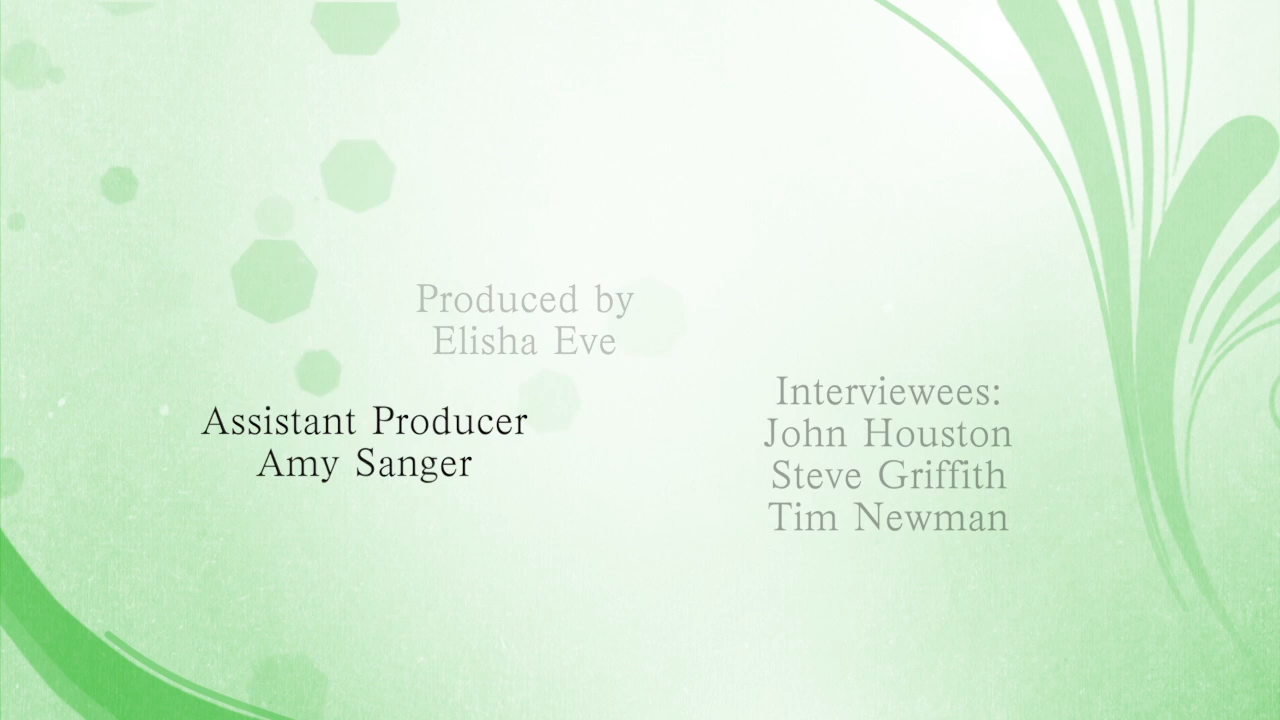 Produced by
Elisha Eve
Assistant Producer
Amy Sanger
Interviewees:
John Houston
Steve Griffith
Tim Newman